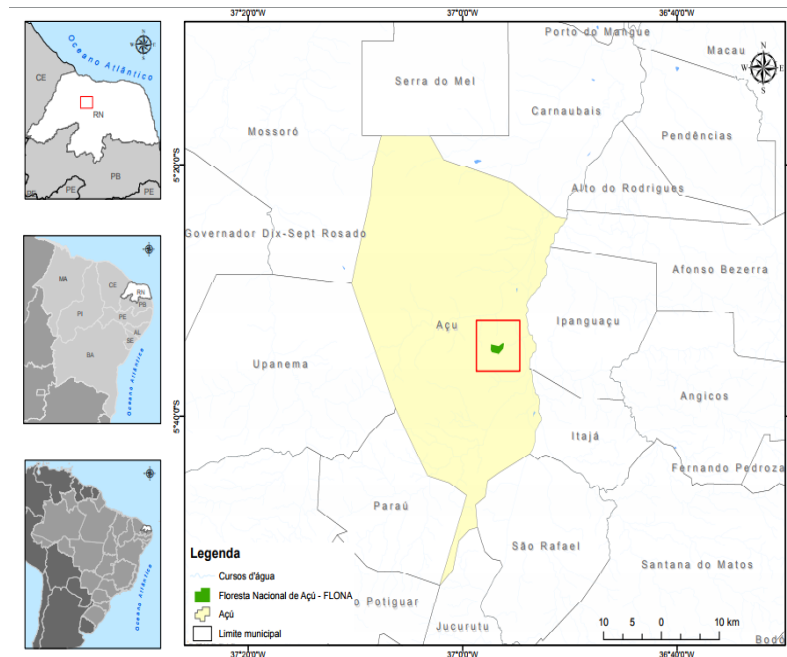 Oceano Atlântico
N
CE
RN
PB
PE
PE
Oceano Atlântico
MA
CE
RN
PB
PI
PE
AL
SE
BA
Oceano Atlântico
37°20'0"W
37°0'0"W
36°40'0"W
Porto do Mangue
Macau
N
W
E
S
Serra do Mel
Carnaubais
Mossoró
Pendências
5°20'0"S
Alto do Rodrigues
Governador Dix-Sept Rosado
Afonso Bezerra
Açu
Ipanguaçu
Upanema
Angicos
5°40'0"S
Itajá
Fernando Pedroza
Paraú
São Rafael
Santana do Matos
o Potiguar
Jucurutu
Bodó
Legenda
Cursos d'água
Floresta Nacional de Açú - FLONA
Açú
Limite municipal
10 5 0 10 km
37°20'0"W
37°0'0"W
36°40'0"W